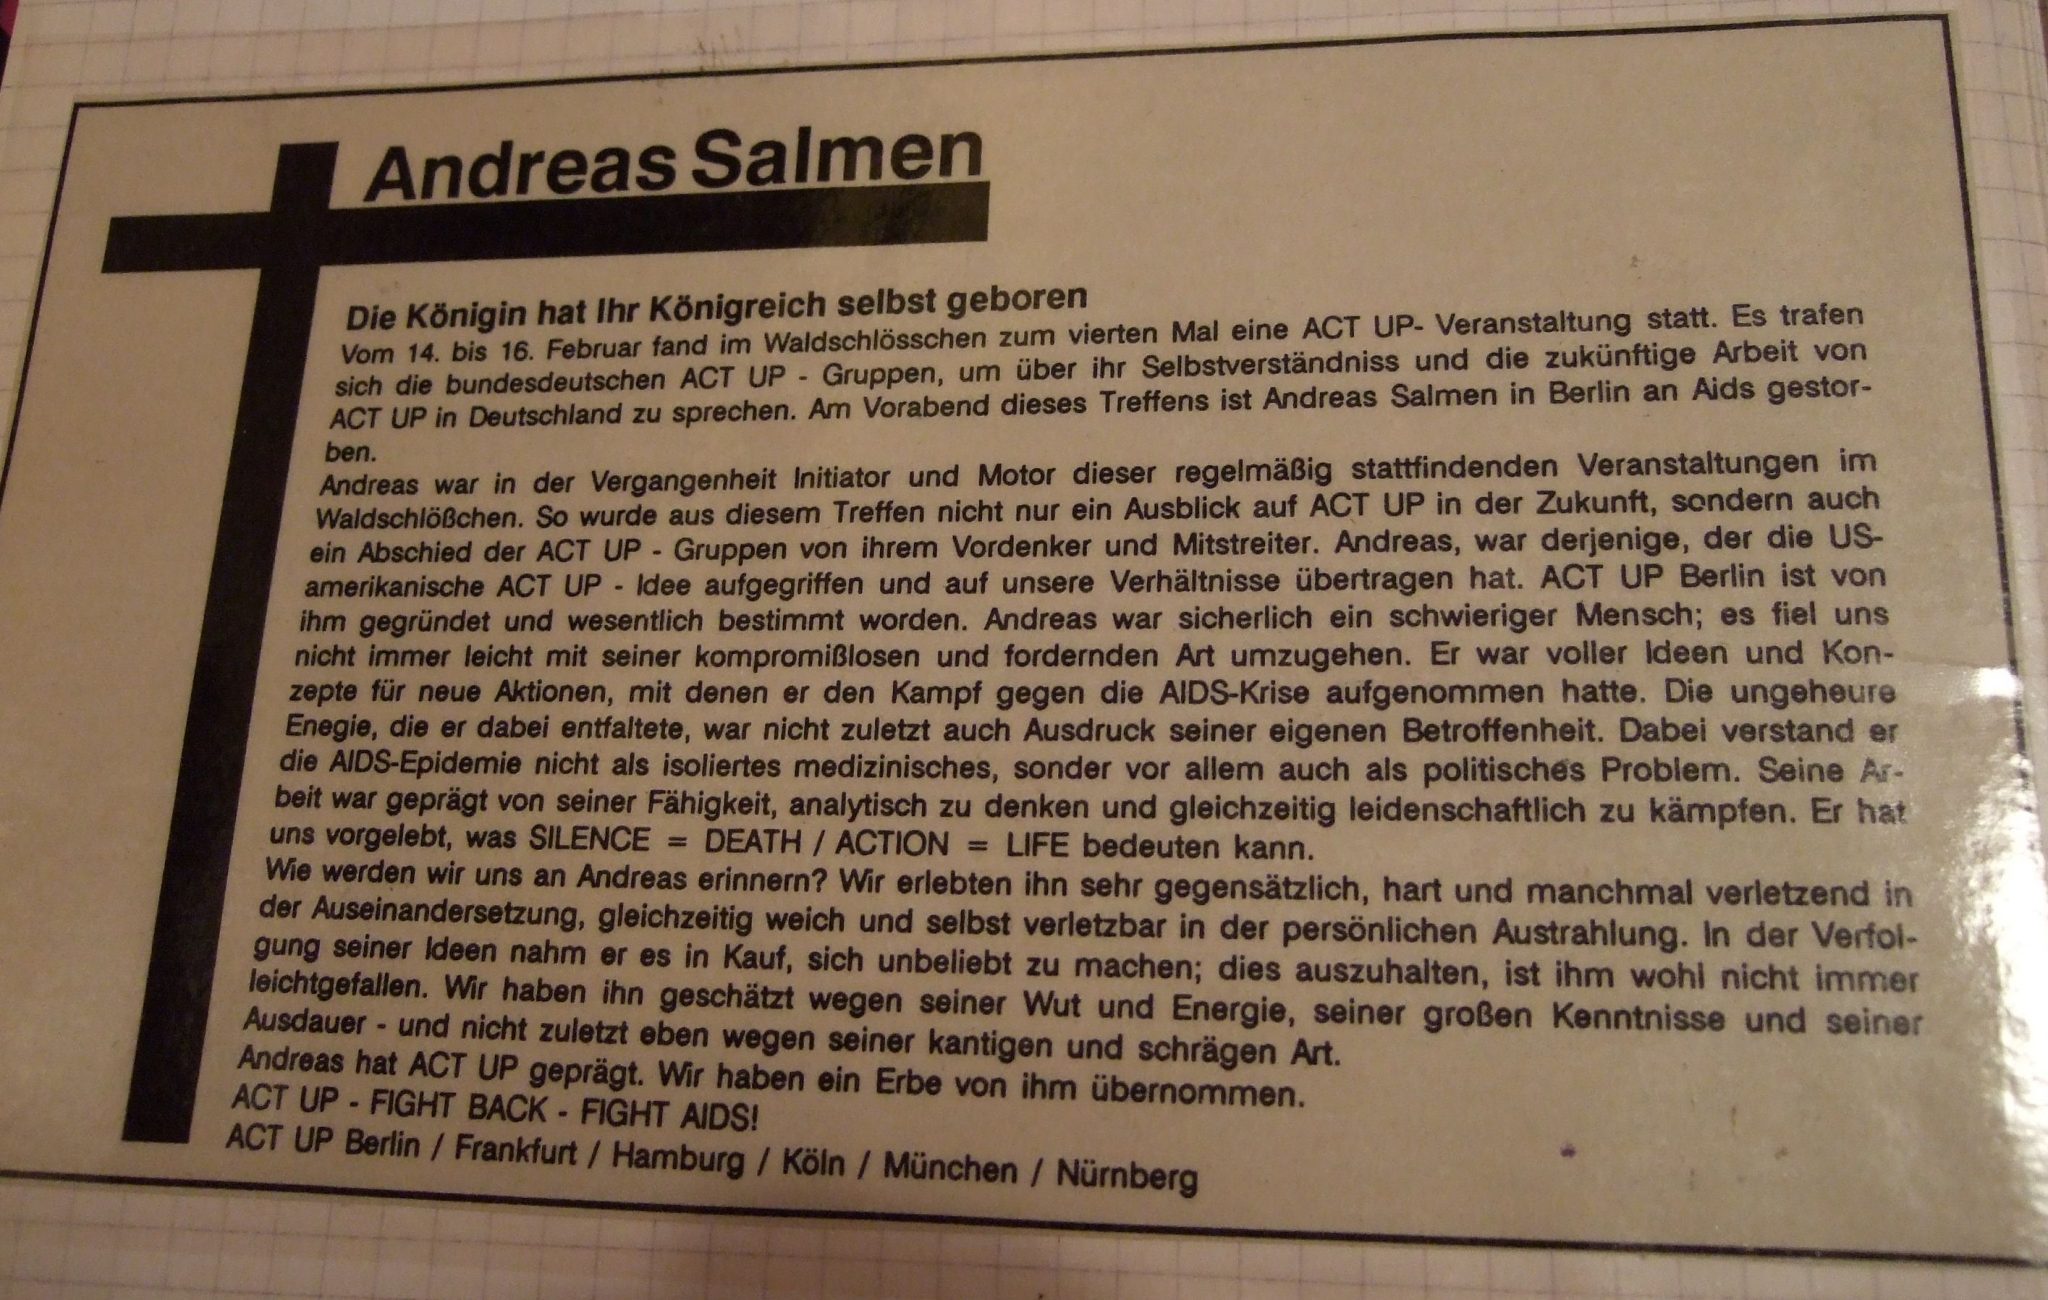 Andreas Salmen
Die Königin hat Ihr Königreich selbst geboren
Vom 14. bis 16. Februar fand im Waldschlösschen zum vierten Mal eine ACT UP- Veranstaltung statt. Es trafen
sich die bundesdeutschen ACT UP - Gruppen, um über ihr Selbstverständniss und die zukünftige Arbeit von
ACT UP in Deutschland zu sprechen. Am Vorabend dieses Treffens ist Andreas Salmen in Berlin an Aids gestor-
ben.
Andreas war in der Vergangenheit Initiator und Motor dieser regelmäßig stattfindenden Veranstaltungen im
Waldschlößchen. So wurde aus diesem Treffen nicht nur ein Ausblick auf ACT UP in der Zukunft, sondern auch
ein Abschied der ACT UP - Gruppen von ihrem Vordenker und Mitstreiter. Andreas, war derjenige, der die US-
amerikanische ACT UP - Idee aufgegriffen und auf unsere Verhältnisse übertragen hat. ACT UP Berlin ist von
ihm gegründet und wesentlich bestimmt worden. Andreas war sicherlich ein schwieriger Mensch; es fiel uns
nicht immer leicht mit seiner kompromißlosen und fordernden Art umzugehen. Er war voller Ideen und Kon-
zepte für neue Aktionen, mit denen er den Kampf gegen die AIDS-Krise aufgenommen hatte. Die ungeheure
Enegie, die er dabei entfaltete, war nicht zuletzt auch Ausdruck seiner eigenen Betroffenheit. Dabei verstand er
die AIDS-Epidemie nicht als isoliertes medizinisches, sonder vor allem auch als politisches Problem. Seine Ar-
beit war geprägt von seiner Fähigkeit, analytisch zu denken und gleichzeitig leidenschaftlich zu kämpfen. Er hat
uns vorgelebt, was SILENCE = DEATH / ACTION = LIFE bedeuten kann.
Wie werden wir uns an Andreas erinnern? Wir erlebten ihn sehr gegensätzlich, hart und manchmal verletzend in
der Auseinandersetzung, gleichzeitig weich und selbst verletzbar in der persönlichen Austrahlung. In der Verfol-
gung seiner Ideen nahm er es in Kauf, sich unbeliebt zu machen; dies auszuhalten, ist ihm wohl nicht immer
leichtgefallen. Wir haben ihn geschätzt wegen seiner Wut und Energie, seiner großen Kenntnisse und seiner
Ausdauer - und nicht zuletzt eben wegen seiner kantigen und schrägen Art.
Andreas hat ACT UP geprägt. Wir haben ein Erbe von ihm übernommen.
ACT UP - FIGHT BACK - FIGHT AIDS!
ACT UP Berlin / Frankfurt / Hamburg / Köln / München / Nürnberg